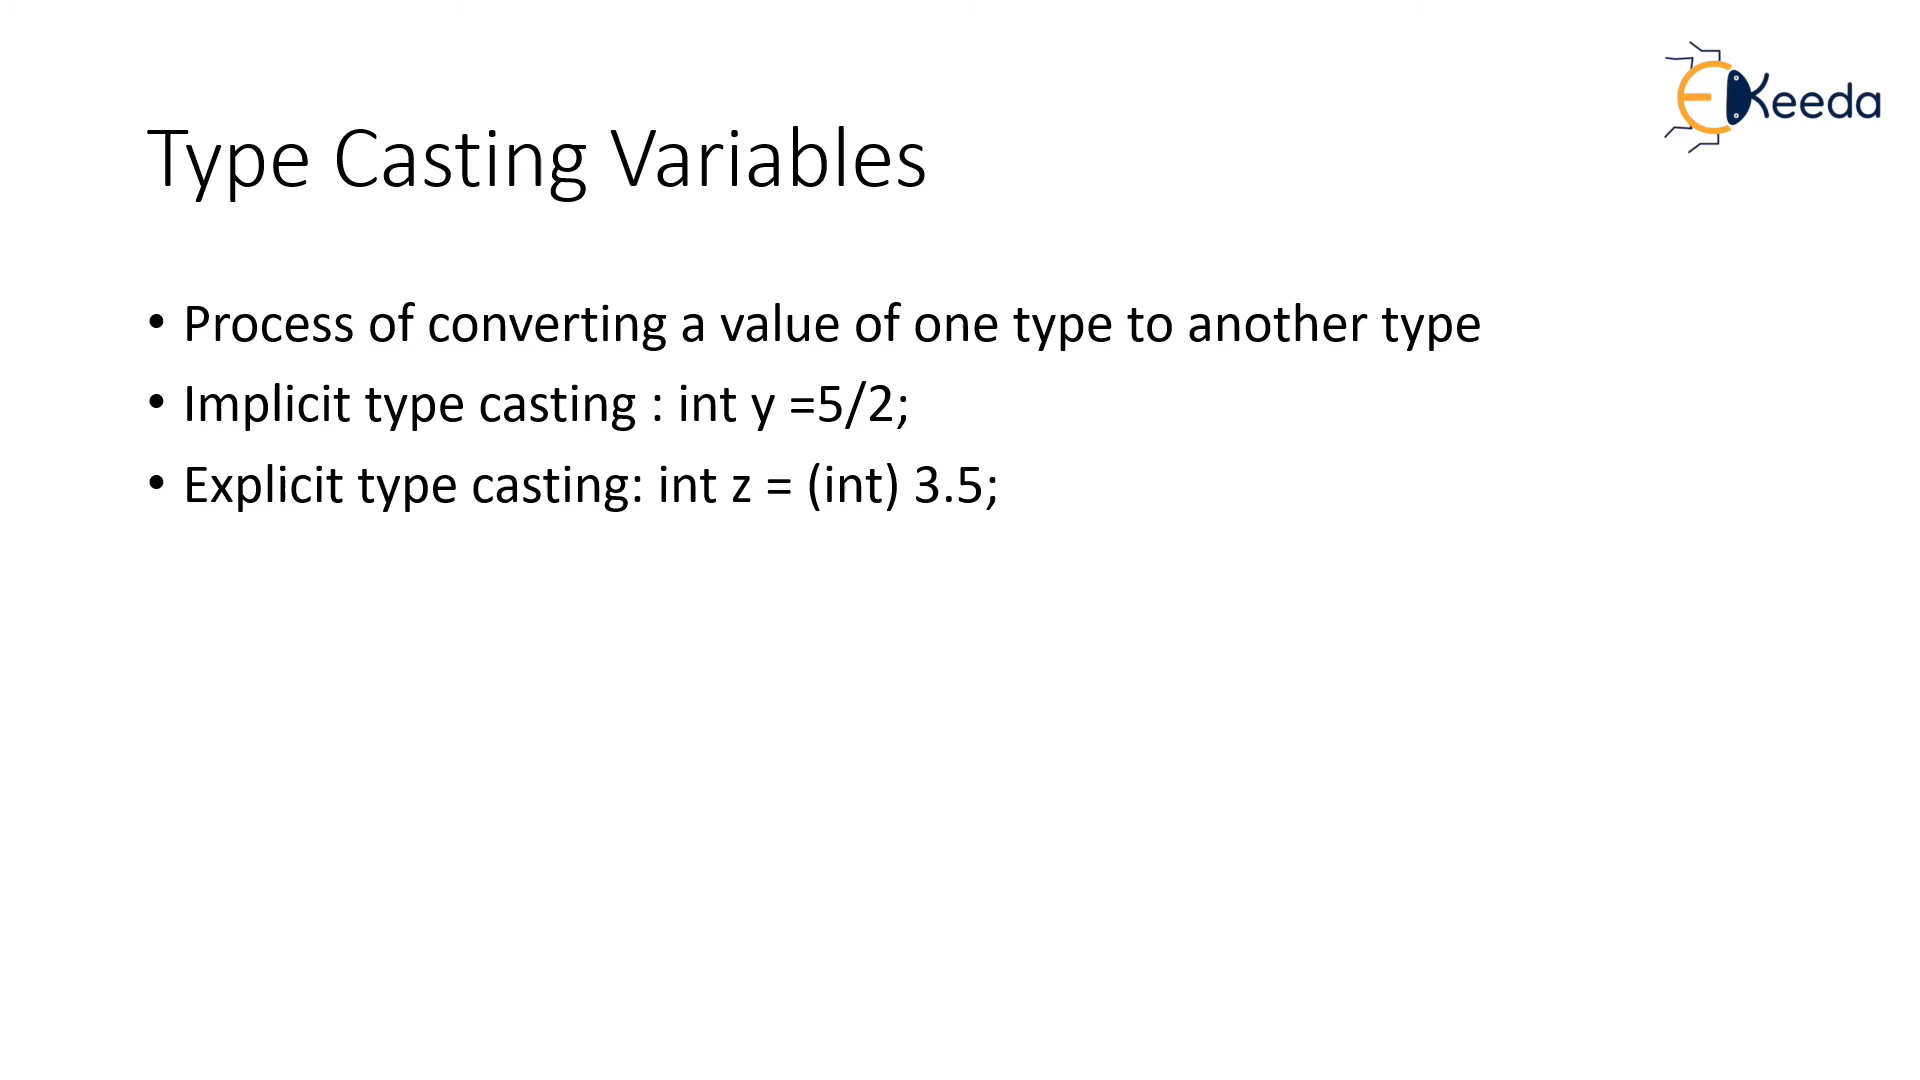 EKeeda
Type Casting Variables
• Process of converting a value of one type to another type
• Implicit type casting : int y =5/2;
• Explicit type casting: int z = (int) 3.5;